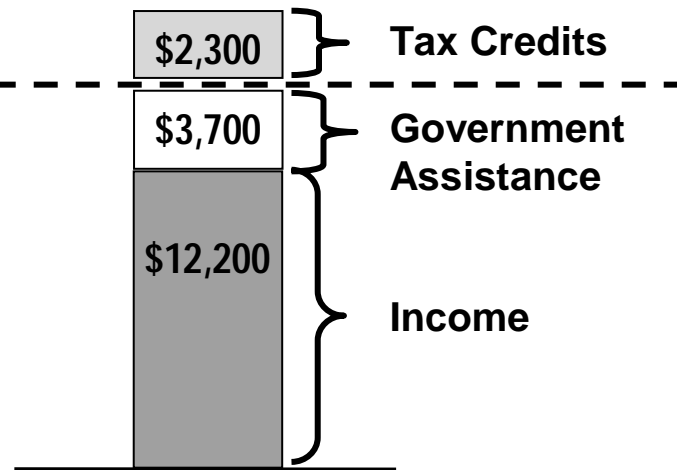 $2,300 Tax Credits
$3,700 Government
Assistance
$12,200
Income